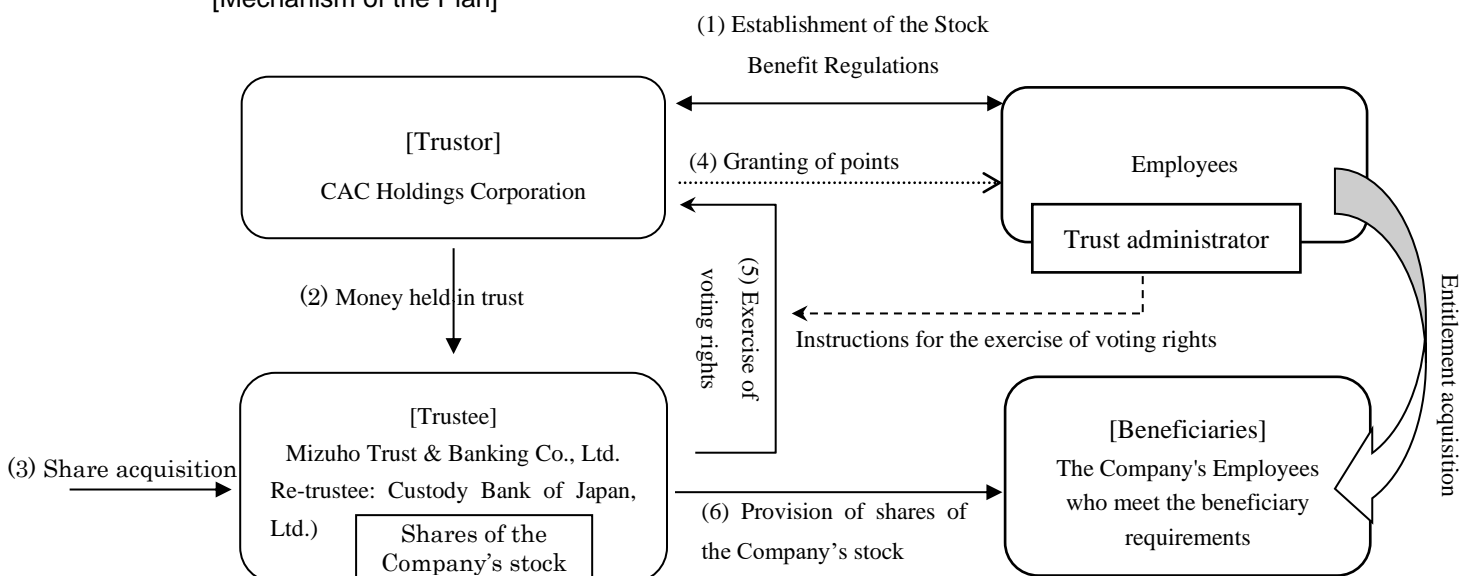 [Mechanism of the Plan]
(1) Establishment of the Stock
Benefit Regulations
[Trustor]
CAC Holdings Corporation
(4) Granting of points
Employees
Trust administrator
(2) Money held in trust
(5) Exercise of
voting rights
Instructions for the exercise of voting rights
Entitlement acquisition
(3) Share acquisition
[Trustee]
Mizuho Trust & Banking Co., Ltd.
Re-trustee: Custody Bank of Japan,
Ltd.)
Shares of the
Company's stock
(6) Provision of shares of
the Company's stock
[Beneficiaries]
The Company's Employees
who meet the beneficiary
requirements